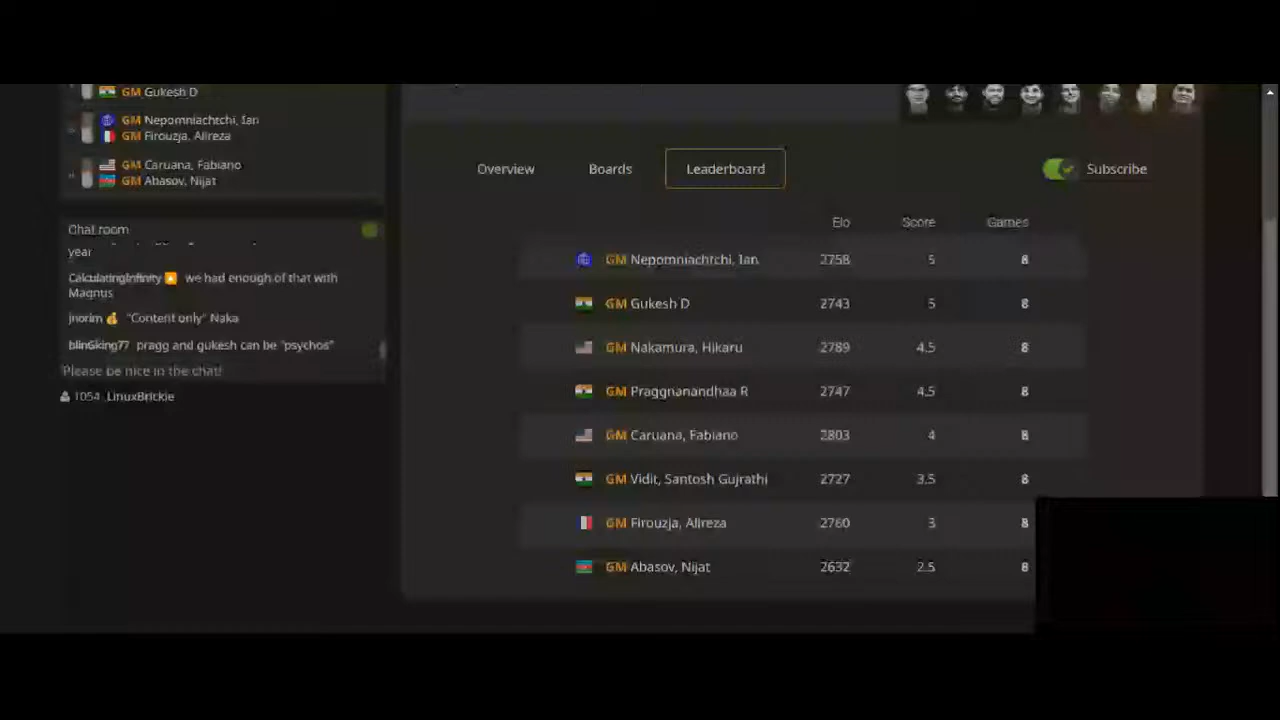 GM Gukesh D
GM Nepomniachtchi, Ian
GM Firouzja, Alireza
GM Caruana, Fabiano
GM Abasov, Nijat
Chat room
year
CalculatingInfinity we had enough of that with
Magnus
jnorim "Content only" Naka
blinGking77 pragg and gukesh can be "psychos"
Please be nice in the chat!
1054 LinuxBrickie
Overview Boards Leaderboard Subscribe
Elo Score Games
GM Nepomniachtchi, Ian 2758 5 8
GM Gukesh D 2743 5 8
GM Nakamura, Hikaru 2789 4.5 8
GM Praggnanandhaa R 2747 4.5 8
GM Caruana, Fabiano 2803 4 8
GM Vidit, Santosh Gujrathi 2727 3.5 8
GM Firouzja, Alireza 2760 3 8
GM Abasov, Nijat 2632 2.5 8